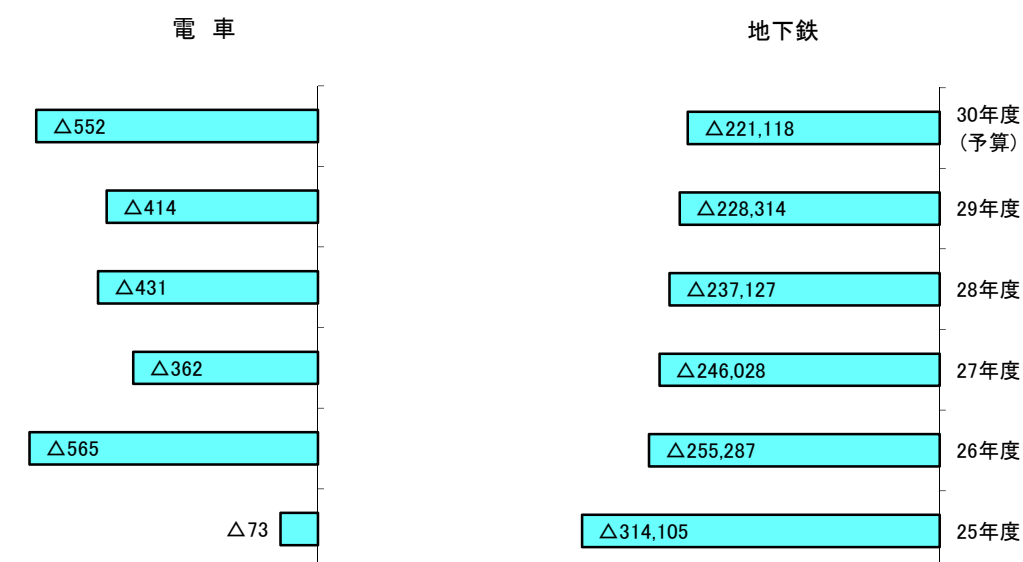 電 車
地下鉄
△552
△221,118
30年度
（予算）
△414
△228,314
29年度
△431
△237,127
28年度
△362
△246,028
27年度
△565
△255,287
26年度
△73
△314,105
25年度